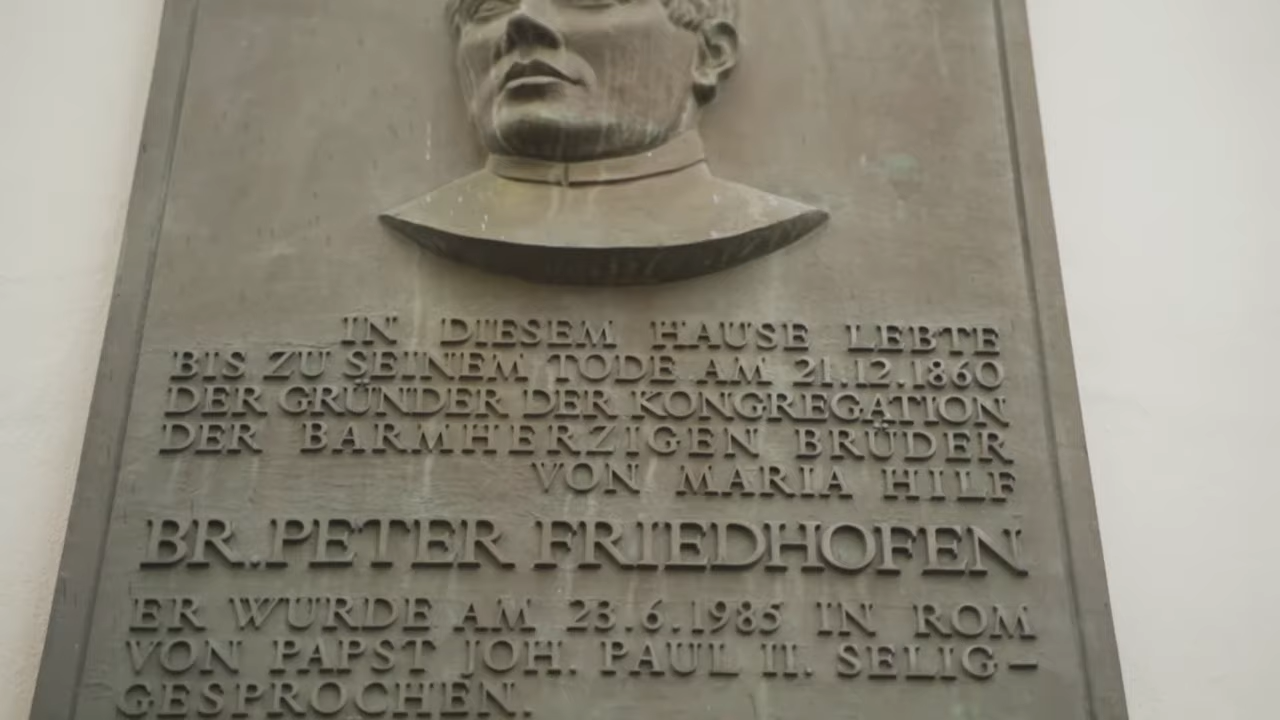 IN DIESEM HAUSE LEBTE
BIS ZU SEINEM TODE AM 21.12.1860
DER GRÜNDER DER KONGREGATION
DER BARMHERZIGEN BRÜDER
VON MARIA HILF
BR. PETER FRIEDHOFEN
ER WURDE AM 23.6.1985 IN ROM
VON PAPST JOH. PAUL II. SELIG-
GESPROCHEN.